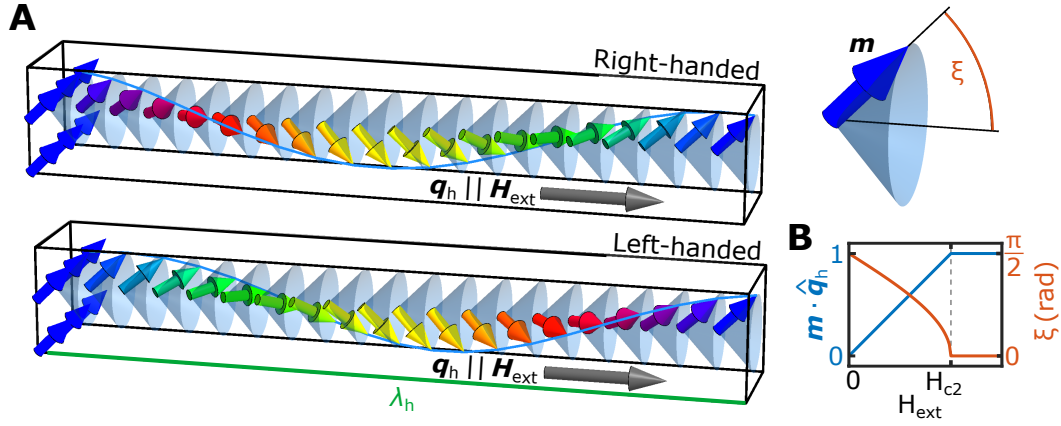 A
Right-handed
m
ξ
q_h || H_ext
Left-handed
q_h || H_ext
λ_h
B
1
0
m · q̂_h
π
2
0
ξ (rad)
0
H_c2
H_ext